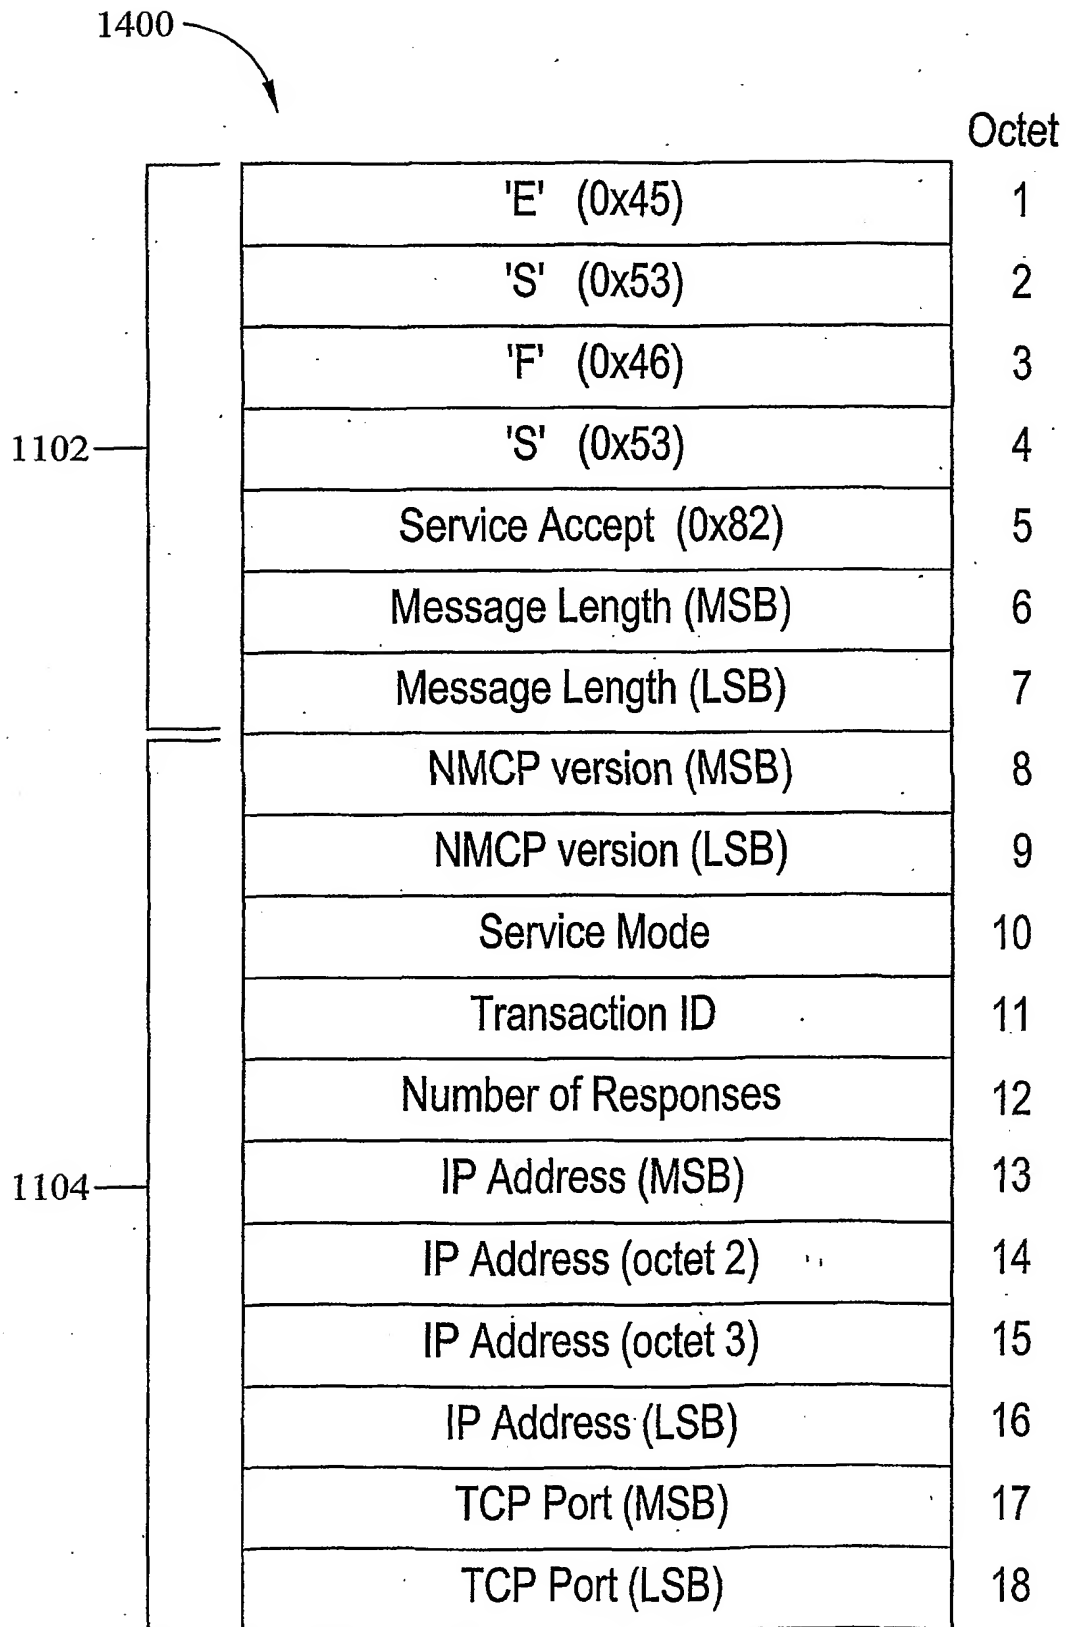 1400
Octet
'E' (0x45) 1
'S' (0x53) 2
'F' (0x46) 3
1102 'S' (0x53) 4
Service Accept (0x82) 5
Message Length (MSB) 6
Message Length (LSB) 7
NMCP version (MSB) 8
NMCP version (LSB) 9
Service Mode 10
Transaction ID 11
Number of Responses 12
1104 IP Address (MSB) 13
IP Address (octet 2) 14
IP Address (octet 3) 15
IP Address (LSB) 16
TCP Port (MSB) 17
TCP Port (LSB) 18